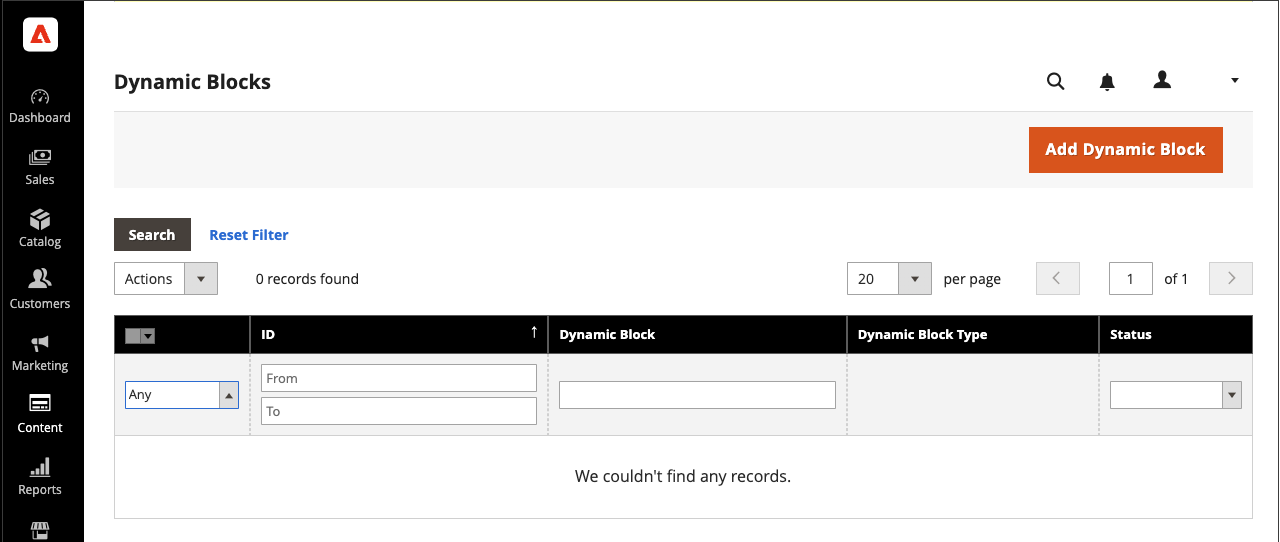 Dynamic Blocks
Dashboard
Sales
Catalog
Customers
Marketing
Content
Reports
Add Dynamic Block
Search Reset Filter
Actions 0 records found 20 per page 1 of 1
ID ↑ Dynamic Block Dynamic Block Type Status
Any From
To
We couldn't find any records.